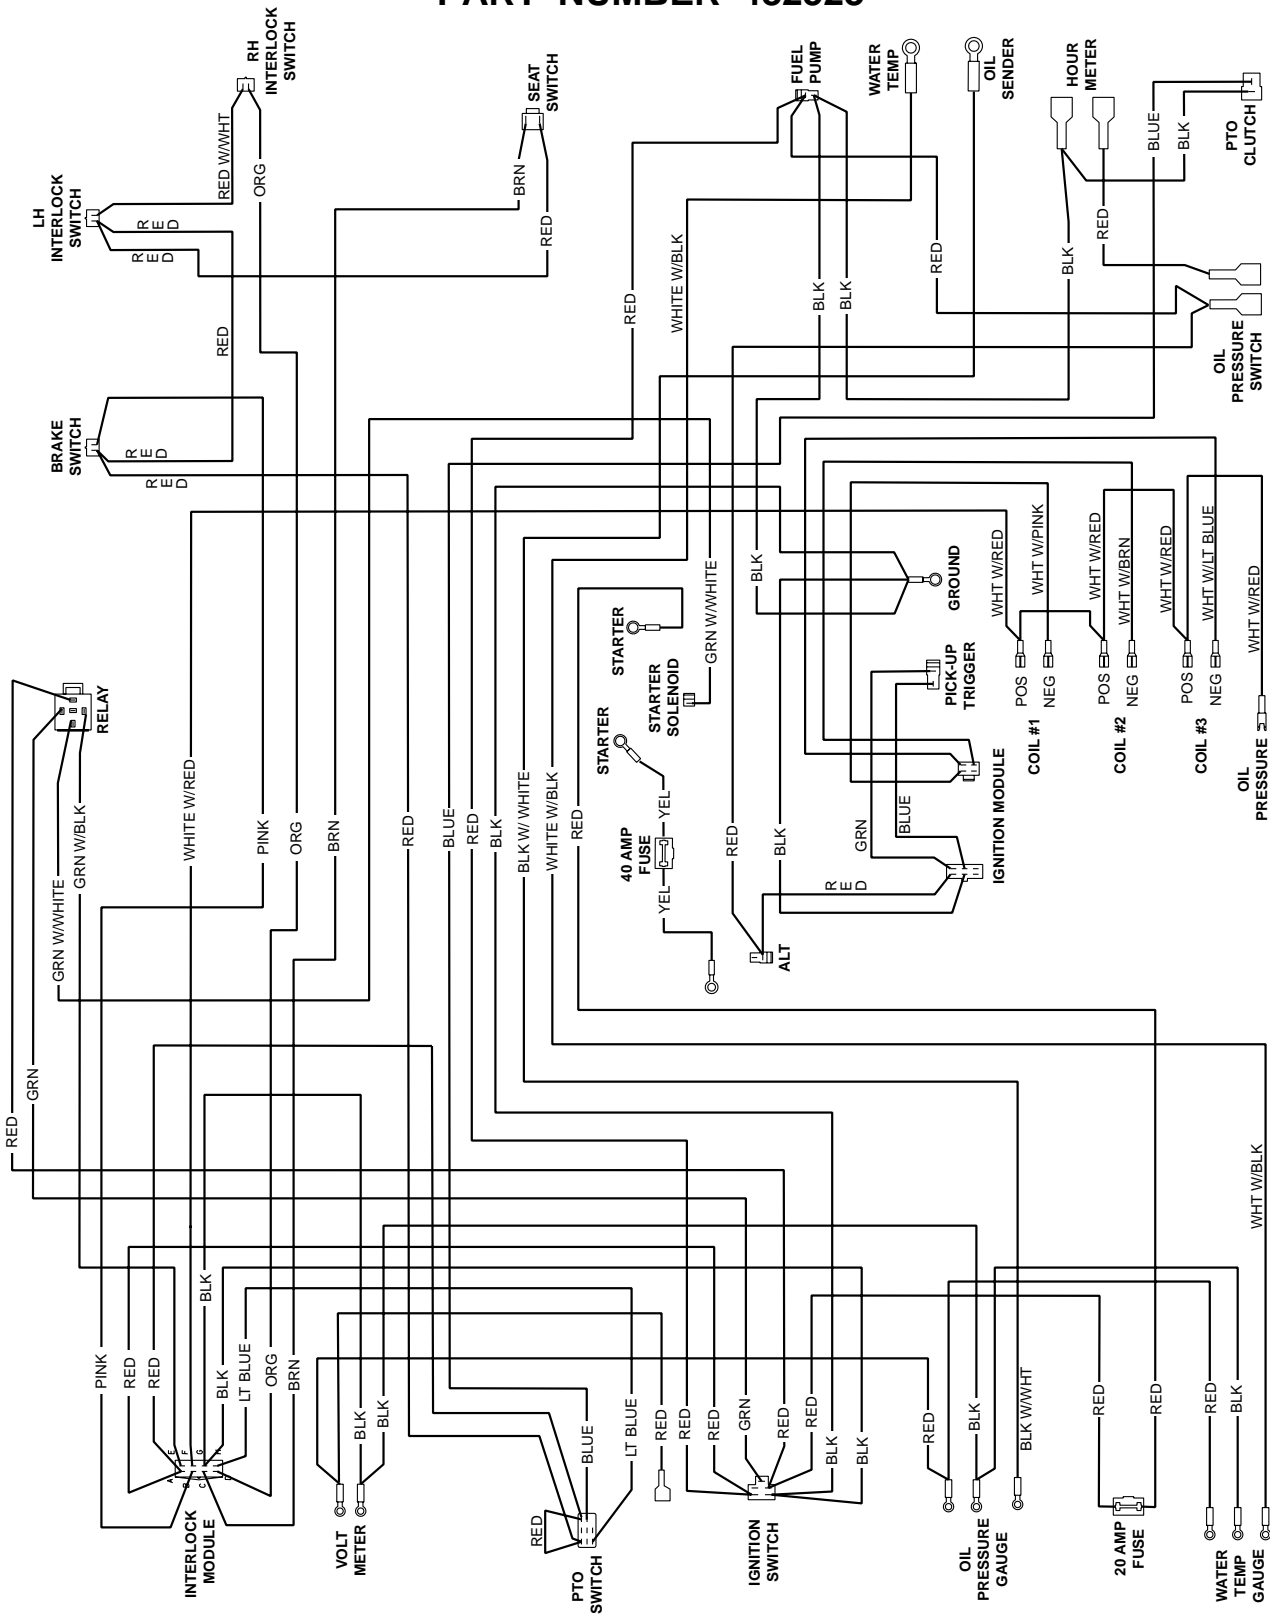 RH
INTERLOCK
SWITCH
LH
INTERLOCK
SWITCH
RED W/WHT
ORG
RED
RED
RED
BRAKE
SWITCH
RED
RED
SEAT
SWITCH
BRN
RED
FUEL
PUMP
WATER
TEMP
OIL
SENDER
HOUR
METER
PTO
CLUTCH
BLUE
BLK
RED
BLK
RED
WHITE W/BLK
BLK
BLK
RED
OIL
PRESSURE
SWITCH
RELAY
GRN W/WHITE
GRN W/BLK
WHITE W/RED
PINK
ORG
BRN
RED
BLUE
RED
BLK
BLK W/ WHITE
WHITE W/BLK
RED
STARTER
STARTER
SOLENOID
GRN W/WHITE
STARTER
40 AMP
FUSE
YEL
YEL
BLK
GROUND
PICK-UP
TRIGGER
GRN
BLUE
RED
BLK
RED
ALT
IGNITION MODULE
WHT W/RED
WHT W/PINK
WHT W/RED
WHT W/BRN
WHT W/RED
WHT W/LT BLUE
WHT W/RED
POS
NEG
COIL #1
POS
NEG
COIL #2
POS
NEG
COIL #3
OIL
PRESSURE
RED
GRN
PINK
RED
RED
BLK
BLK
LT BLUE
ORG
BRN
A
B
C
D
E
F
G
H
INTERLOCK
MODULE
BLK
BLK
VOLT
METER
RED
BLUE
LT BLUE
PTO
SWITCH
RED
RED
RED
GRN
RED
RED
BLK
BLK
IGNITION
SWITCH
RED
BLK
BLK W/WHT
OIL
PRESSURE
GAUGE
RED
RED
20 AMP
FUSE
RED
BLK
WHT W/BLK
WATER
TEMP
GAUGE